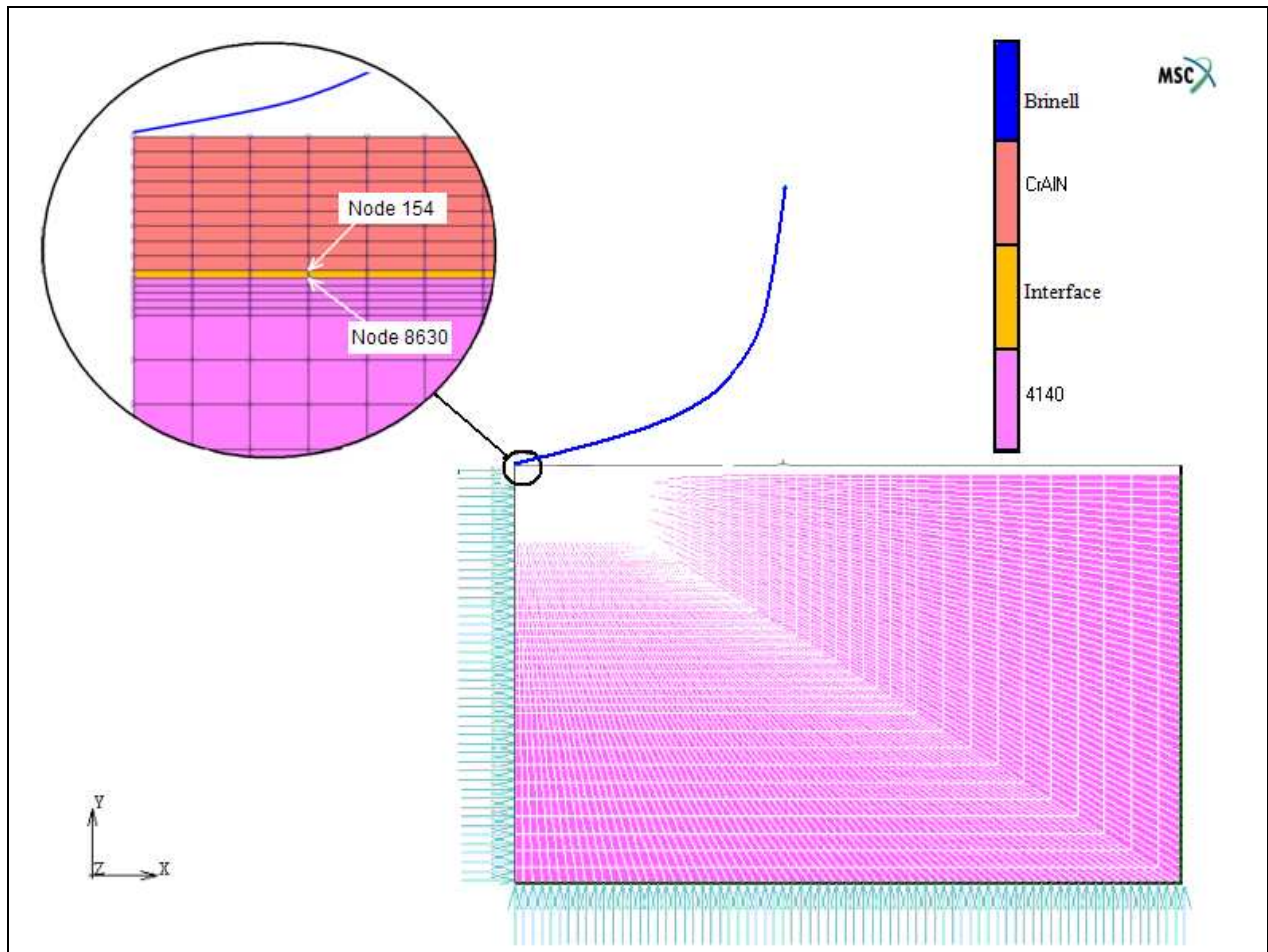 MSC
Brinell
CrAlN
Interface
4140
Node 154
Node 8630
Y
Z
X